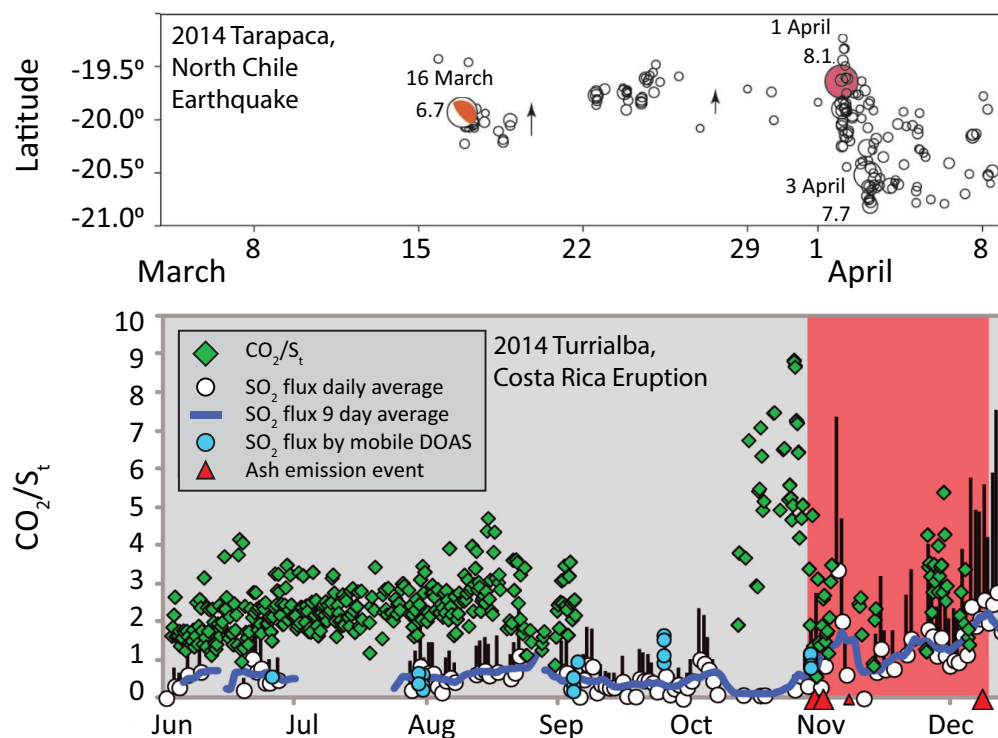 2014 Tarapaca,
North Chile
Earthquake
16 March
6.7
1 April
8.1
3 April
7.7
Latitude
-19.5º
-20.0º
-20.5º
-21.0º
8
15
22
29
1
8
March
April
CO2/St
10
9
8
7
6
5
4
3
2
1
0
CO2/St
SO2 flux daily average
SO2 flux 9 day average
SO2 flux by mobile DOAS
Ash emission event
2014 Turrialba,
Costa Rica Eruption
Jun
Jul
Aug
Sep
Oct
Nov
Dec